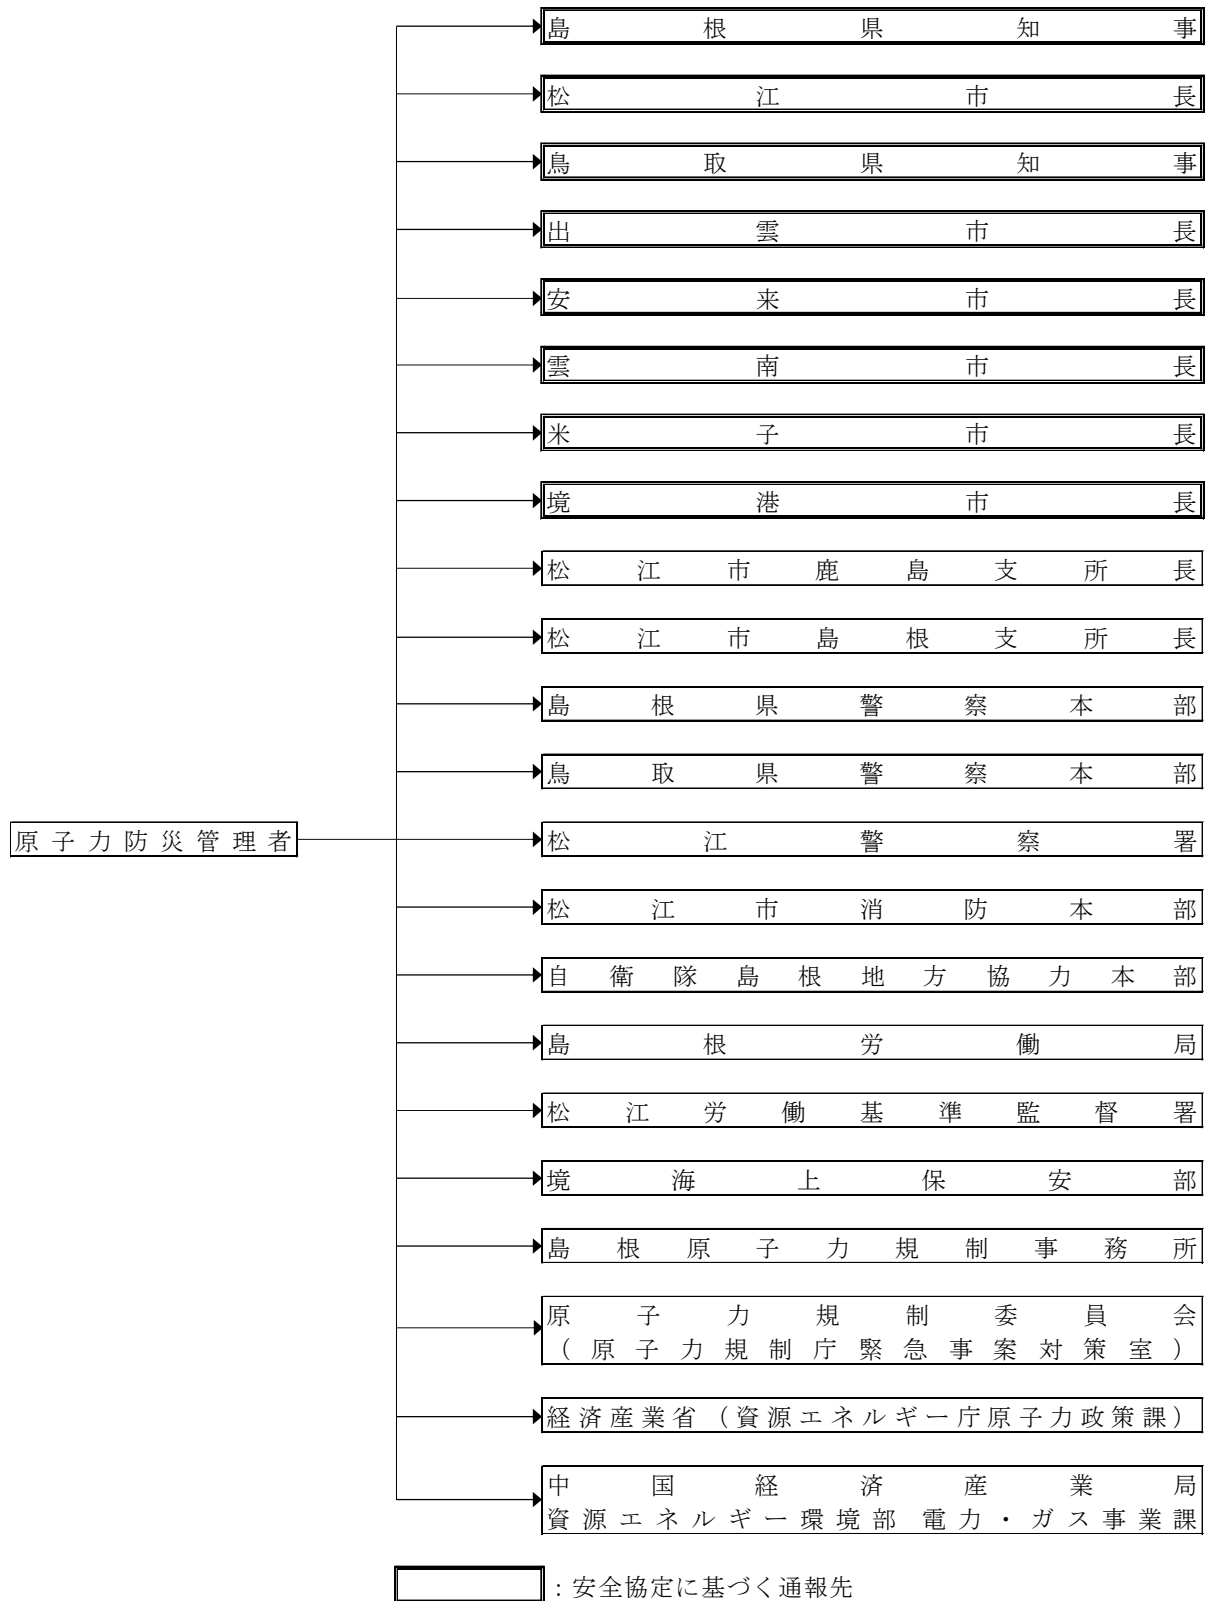 島根県知事
松江市長
鳥取県知事
出雲市長
安来市長
雲南市長
米子市長
境港市長
松江市鹿島支所長
松江市島根支所長
島根県警察本部
鳥取県警察本部
原子力防災管理者
松江警察署
松江市消防本部
自衛隊島根地方協力本部
島根労働局
松江労働基準監督署
境海上保安部
島根原子力規制事務所
原子力規制委員会
（原子力規制庁緊急事案対策室）
経済産業省（資源エネルギー庁原子力政策課）
中国経済産業局
資源エネルギー環境部 電力・ガス事業課
：安全協定に基づく通報先